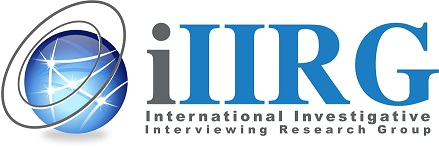 iIIRG
International Investigative
Interviewing Research Group